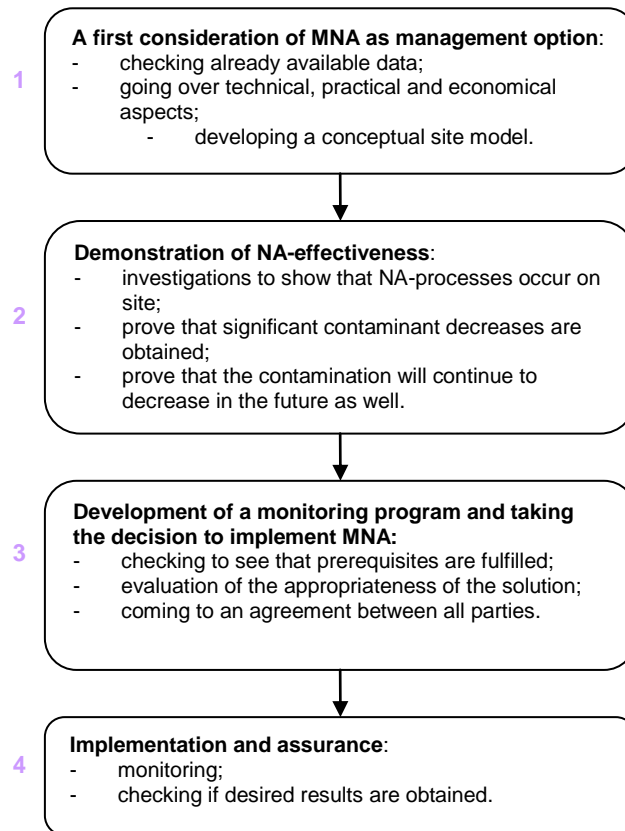 1
A first consideration of MNA as management option:
- checking already available data;
- going over technical, practical and economical
aspects;
- developing a conceptual site model.
2
Demonstration of NA-effectiveness:
- investigations to show that NA-processes occur on
site;
- prove that significant contaminant decreases are
obtained;
- prove that the contamination will continue to
decrease in the future as well.
3
Development of a monitoring program and taking
the decision to implement MNA:
- checking to see that prerequisites are fulfilled;
- evaluation of the appropriateness of the solution;
- coming to an agreement between all parties.
4
Implementation and assurance:
- monitoring;
- checking if desired results are obtained.